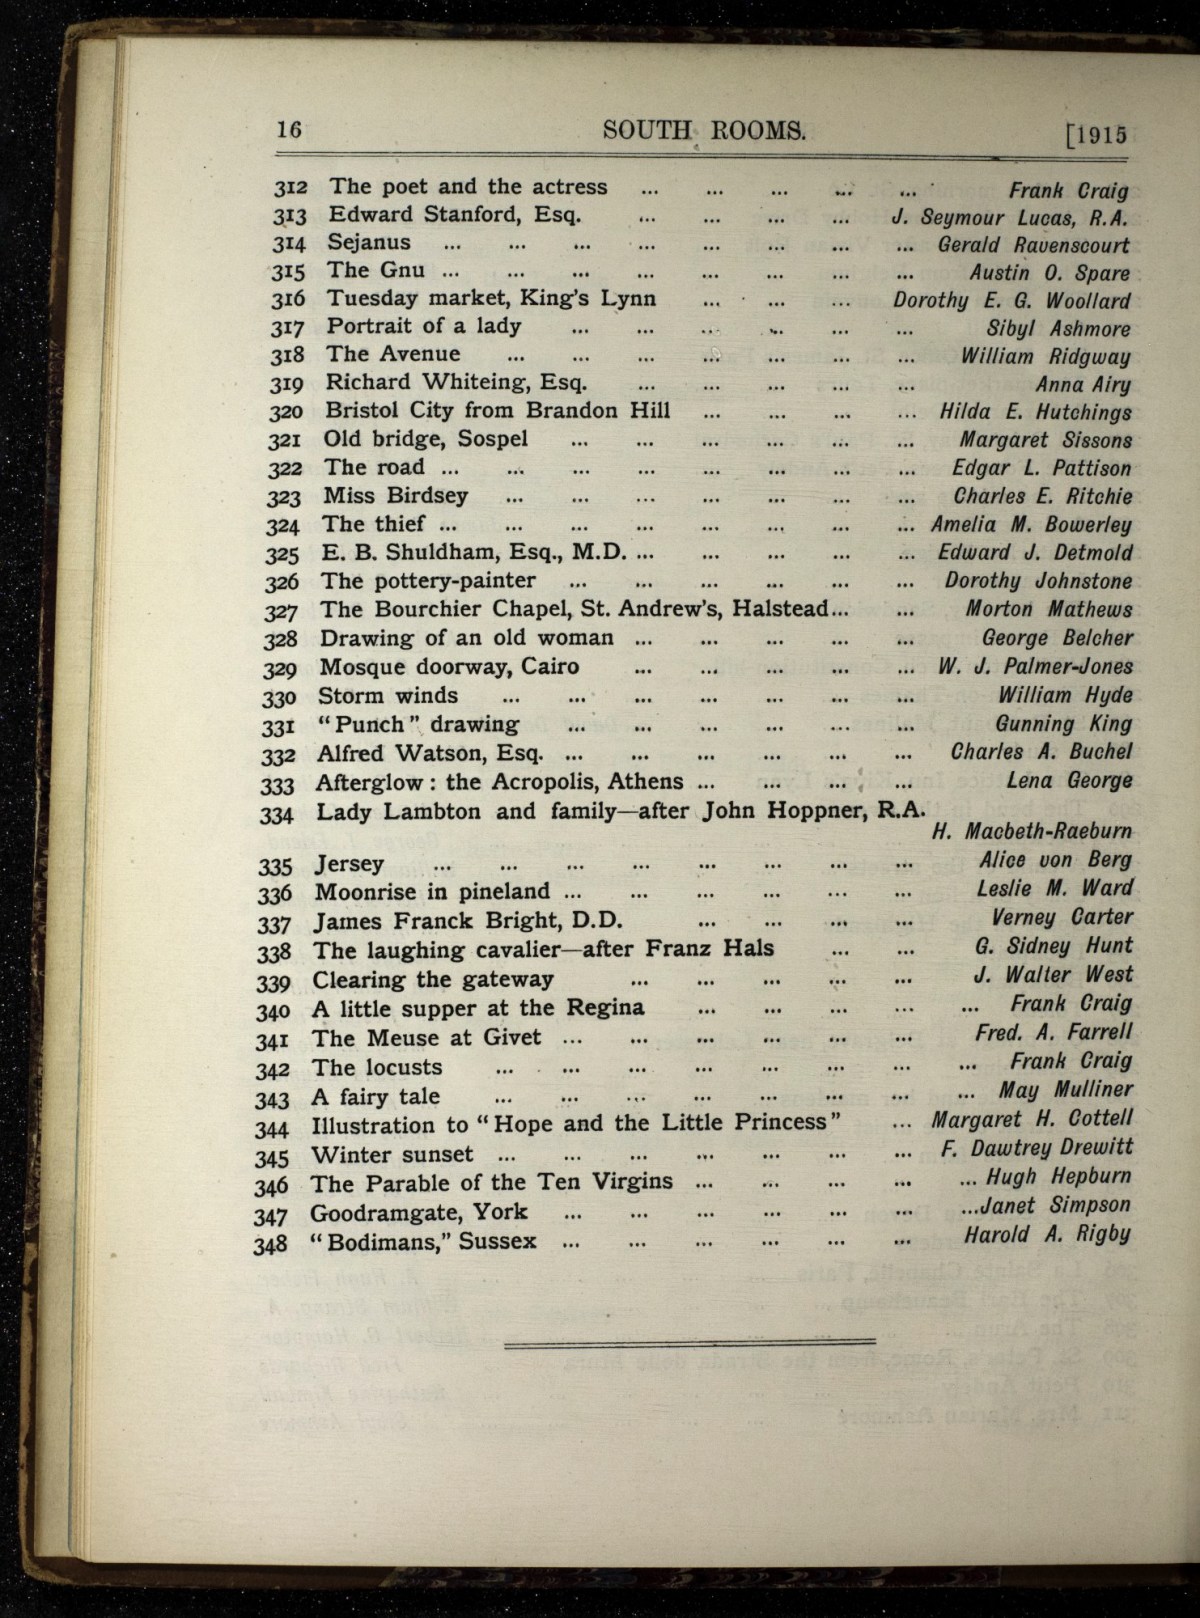 16 SOUTH ROOMS. [1915
312 The poet and the actress ... ... ... ... ... Frank Craig
313 Edward Stanford, Esq. ... ... ... ... J. Seymour Lucas, R.A.
314 Sejanus ... ... ... ... ... ... ... ... Gerald Ravenscourt
315 The Gnu ... ... ... ... ... ... ... ... Austin O. Spare
316 Tuesday market, King's Lynn ... ... ... Dorothy E. G. Woollard
317 Portrait of a lady ... ... ... ... ... ... Sibyl Ashmore
318 The Avenue ... ... ... ... ... ... ... William Ridgway
319 Richard Whiteing, Esq. ... ... ... ... ... Anna Airy
320 Bristol City from Brandon Hill ... ... ... ... Hilda E. Hutchings
321 Old bridge, Sospel ... ... ... ... ... ... Margaret Sissons
322 The road ... ... ... ... ... ... ... ... Edgar L. Pattison
323 Miss Birdsey ... ... ... ... ... ... ... Charles E. Ritchie
324 The thief ... ... ... ... ... ... ... ... Amelia M. Bowerley
325 E. B. Shuldham, Esq., M.D. ... ... ... ... ... Edward J. Detmold
326 The pottery-painter ... ... ... ... ... ... Dorothy Johnstone
327 The Bourchier Chapel, St. Andrew's, Halstead... ... Morton Mathews
328 Drawing of an old woman ... ... ... ... ... George Belcher
329 Mosque doorway, Cairo ... ... ... ... ... W. J. Palmer-Jones
330 Storm winds ... ... ... ... ... ... ... William Hyde
331 "Punch" drawing ... ... ... ... ... ... Gunning King
332 Alfred Watson, Esq. ... ... ... ... ... ... Charles A. Buchel
333 Afterglow : the Acropolis, Athens ... ... ... ... Lena George
334 Lady Lambton and family—after John Hoppner, R.A.
H. Macbeth-Raeburn
335 Jersey ... ... ... ... ... ... ... ... Alice von Berg
336 Moonrise in pineland ... ... ... ... ... ... Leslie M. Ward
337 James Franck Bright, D.D. ... ... ... ... Verney Carter
338 The laughing cavalier—after Franz Hals ... ... G. Sidney Hunt
339 Clearing the gateway ... ... ... ... ... J. Walter West
340 A little supper at the Regina ... ... ... ... ... Frank Craig
341 The Meuse at Givet ... ... ... ... ... ... Fred. A. Farrell
342 The locusts ... ... ... ... ... ... ... ... Frank Craig
343 A fairy tale ... ... ... ... ... ... ... ... May Mulliner
344 Illustration to "Hope and the Little Princess" ... Margaret H. Cottell
345 Winter sunset ... ... ... ... ... ... ... F. Dawtrey Drewitt
346 The Parable of the Ten Virgins ... ... ... ... ... Hugh Hepburn
347 Goodramgate, York ... ... ... ... ... ... ...Janet Simpson
348 "Bodimans," Sussex ... ... ... ... ... ... Harold A. Rigby